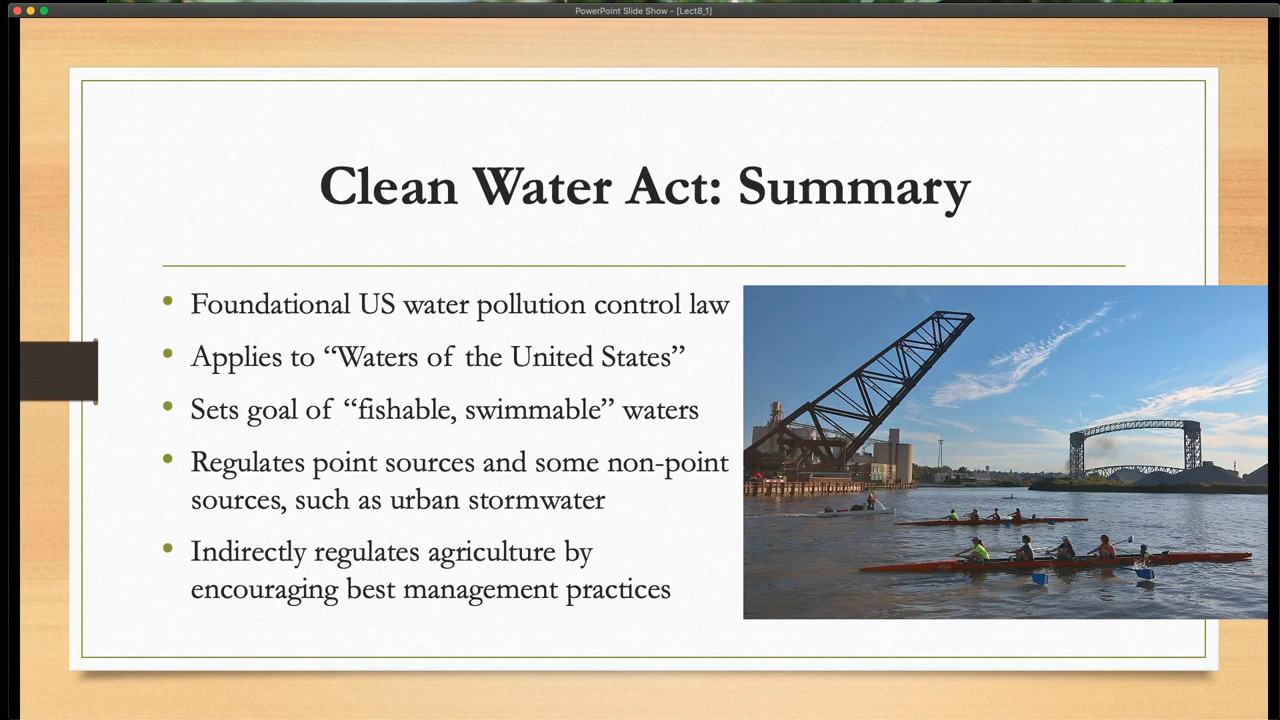 PowerPoint Slide Show - [Lect8_1]
Clean Water Act: Summary
• Foundational US water pollution control law
• Applies to “Waters of the United States”
• Sets goal of “fishable, swimmable” waters
• Regulates point sources and some non-point
sources, such as urban stormwater
• Indirectly regulates agriculture by
encouraging best management practices